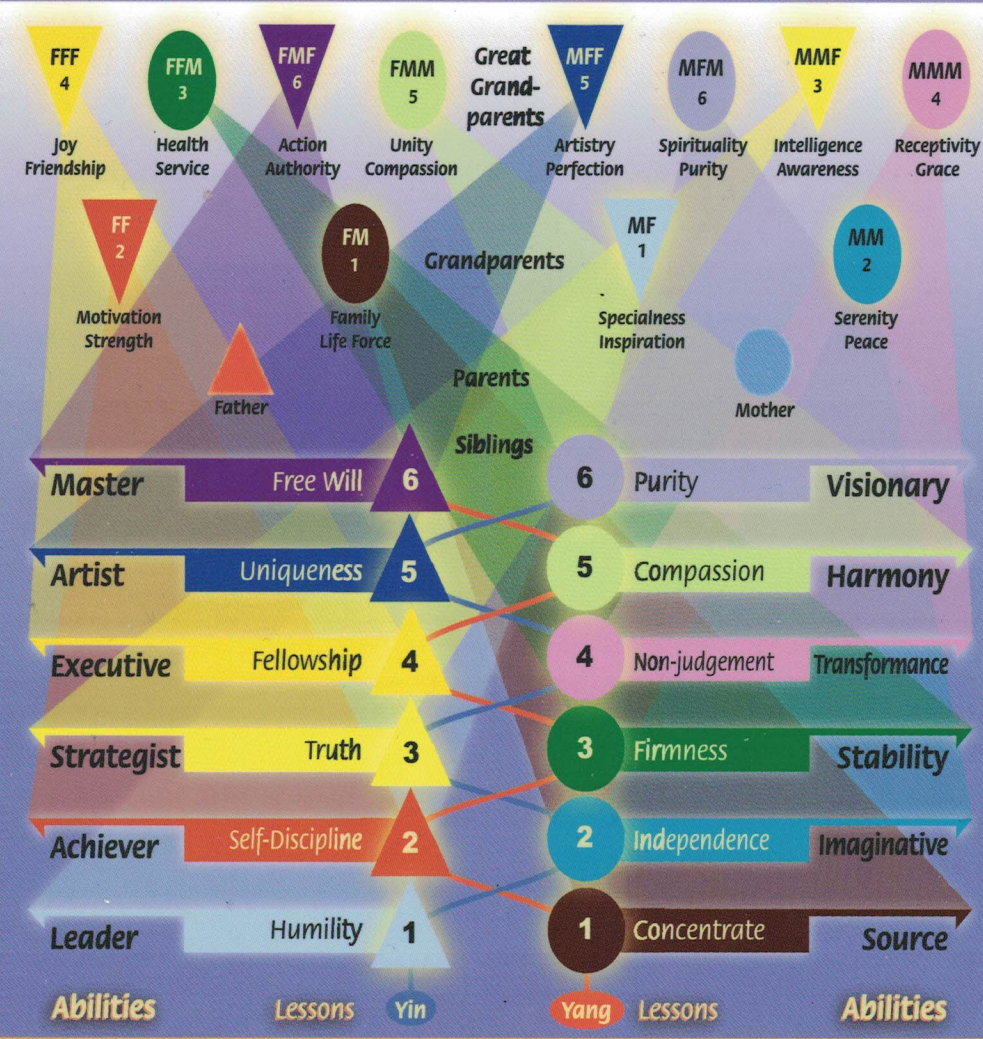 FFF
4
Joy
Friendship
FFM
3
Health
Service
FMF
6
Action
Authority
FMM
5
Unity
Compassion
Great
Grand-
parents
MFF
5
Artistry
Perfection
MFM
6
Spirituality
Purity
MMF
3
Intelligence
Awareness
MMM
4
Receptivity
Grace
FF
2
Motivation
Strength
FM
1
Family
Life Force
Grandparents
MF
1
Specialness
Inspiration
MM
2
Serenity
Peace
Father
Parents
Mother
Siblings
Master Free Will 6 6 Purity Visionary
Artist Uniqueness 5 5 Compassion Harmony
Executive Fellowship 4 4 Non-judgement Transformance
Strategist Truth 3 3 Firmness Stability
Achiever Self-Discipline 2 2 Independence Imaginative
Leader Humility 1 1 Concentrate Source
Abilities Lessons Yin Yang Lessons Abilities